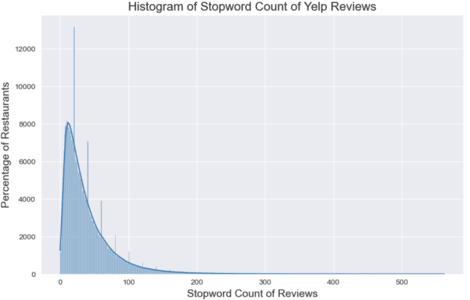 Histogram of Stopword Count of Yelp Reviews
Percentage of Restaurants
12000
10000
8000
6000
4000
2000
0
0 100 200 300 400 500
Stopword Count of Reviews